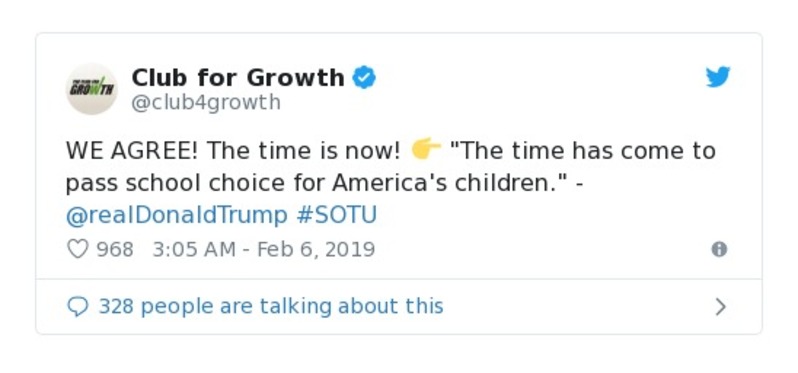 Club for Growth
@club4growth
WE AGREE! The time is now! 👉 "The time has come to
pass school choice for America's children." -
@realDonaldTrump #SOTU
968 3:05 AM - Feb 6, 2019
328 people are talking about this